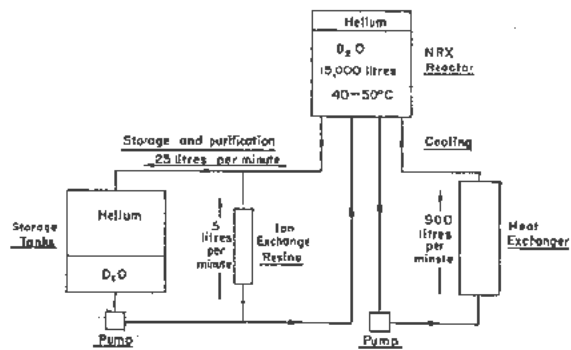 Helium
D₂O
15,000 litres
40-50°C
NRX
Reactor
Storage and purification
25 litres per minute
Cooling
Storage
Tanks
Helium
D₂O
5
litres
per
minute
Ion
Exchange
Resins
900
litres
per
minute
Heat
Exchanger
Pump
Pump